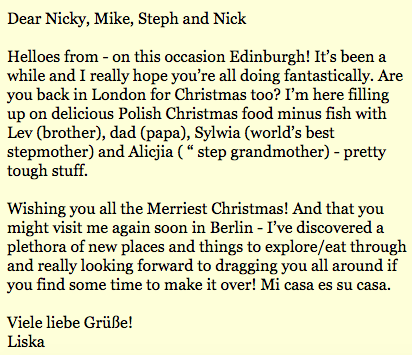 Dear Nicky, Mike, Steph and Nick
Helloes from - on this occasion Edinburgh! It’s been a
while and I really hope you’re all doing fantastically. Are
you back in London for Christmas too? I’m here filling
up on delicious Polish Christmas food minus fish with
Lev (brother), dad (papa), Sylwia (world’s best
stepmother) and Alicjia ( “ step grandmother) - pretty
tough stuff.
Wishing you all the Merriest Christmas! And that you
might visit me again soon in Berlin - I’ve discovered a
plethora of new places and things to explore/eat through
and really looking forward to dragging you all around if
you find some time to make it over! Mi casa es su casa.
Viele liebe Grüße!
Liska